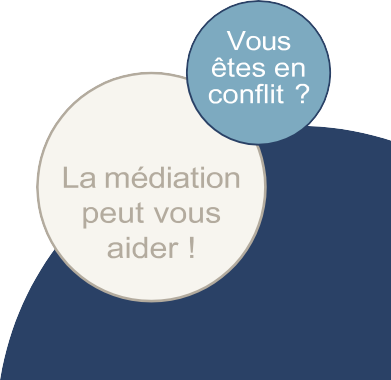 Vous
êtes en
conflit ?
La médiation
peut vous
aider !